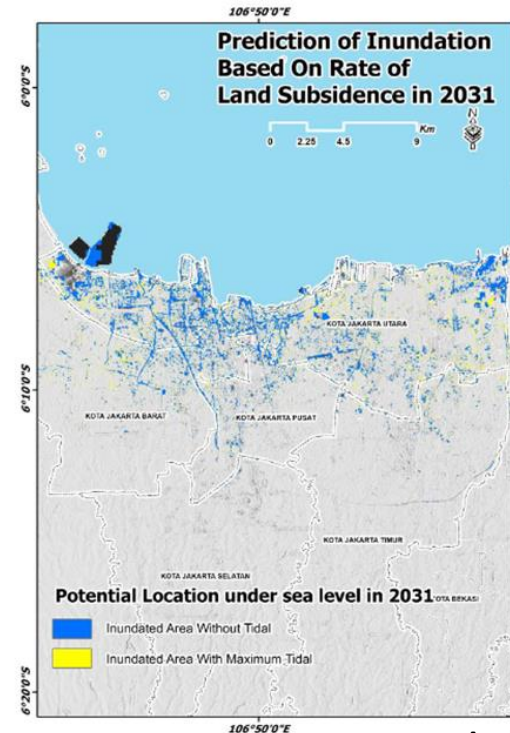 106°50'0"E
Prediction of Inundation
Based On Rate of
Land Subsidence in 2031
N
Km
0 2.25 4.5 9
6°0'0"S
KOTA JAKARTA UTARA
6°10'0"S
KOTA JAKARTA BARAT
KOTA JAKARTA PUSAT
KOTA JAKARTA TIMUR
KOTA JAKARTA SELATAN
Potential Location under sea level in 2031
OTA BEKASI
Inundated Area Without Tidal
Inundated Area With Maximum Tidal
6°20'0"S
106°50'0"E